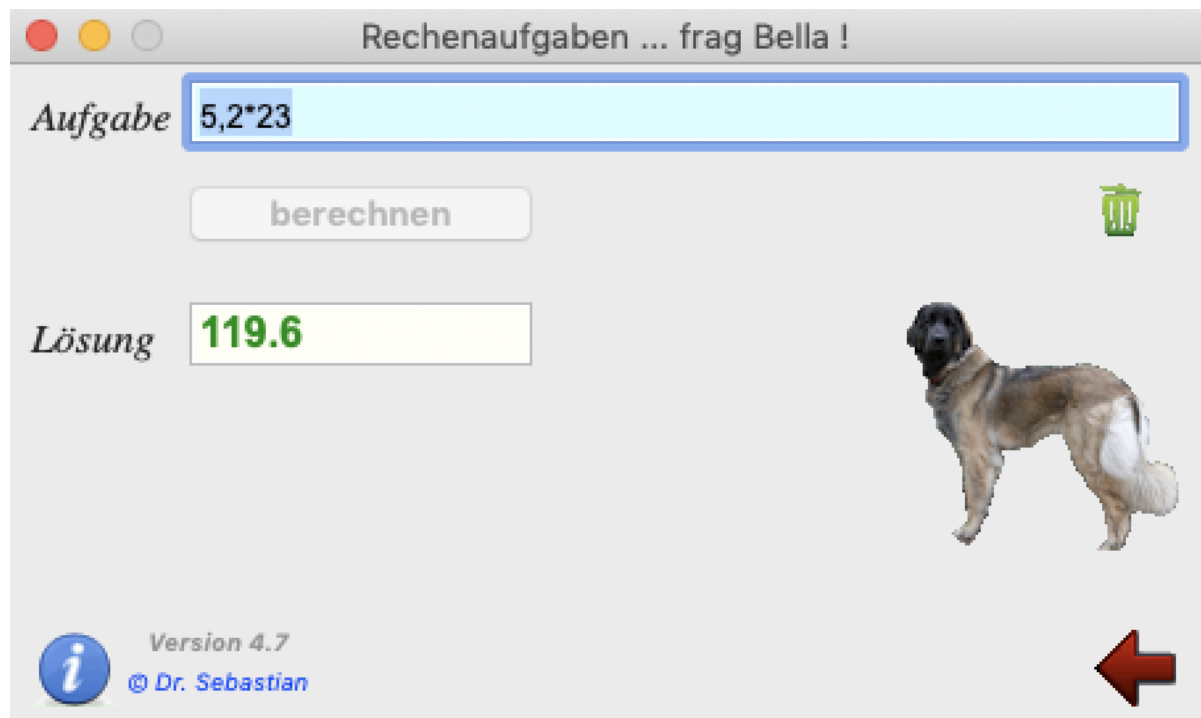 Rechenaufgaben ... frag Bella !
Aufgabe 5,2*23
berechnen
Lösung 119.6
Version 4.7
© Dr. Sebastian